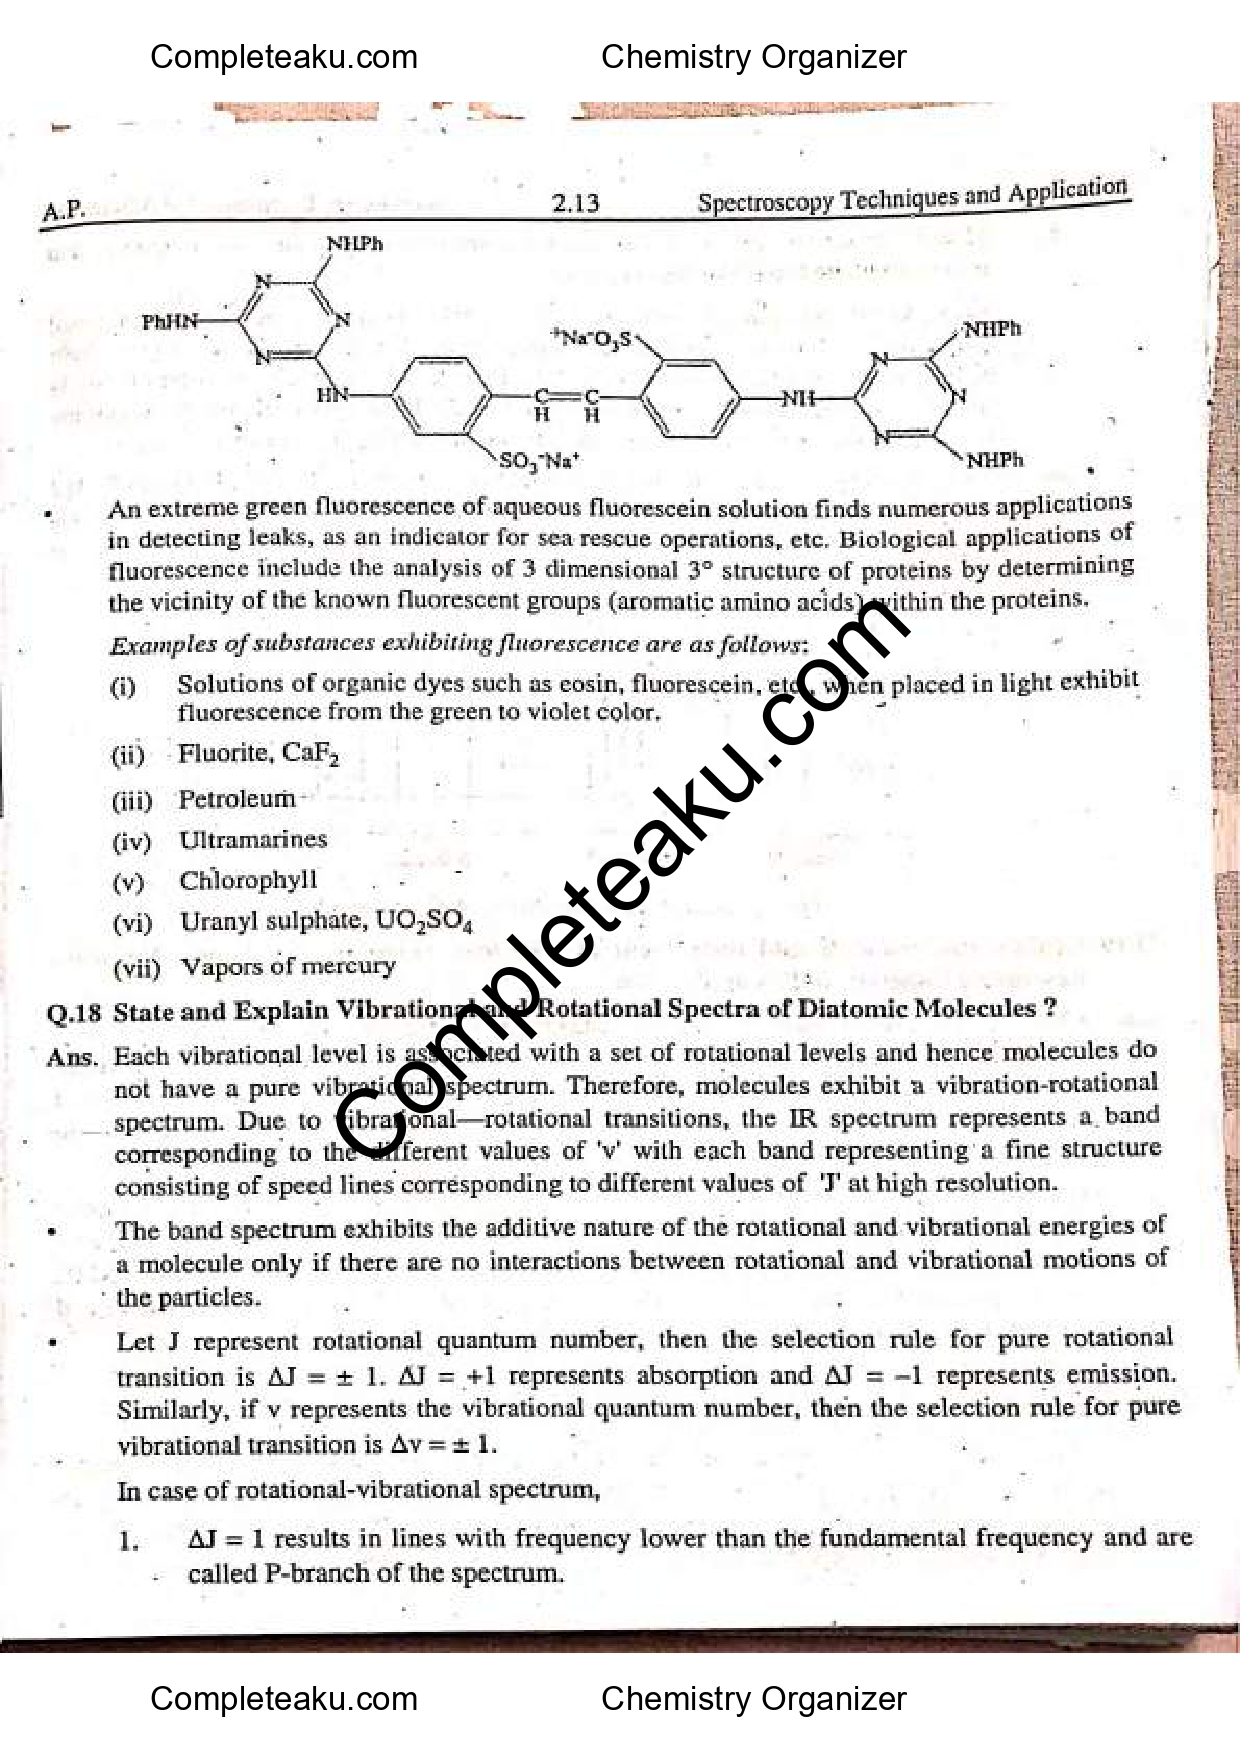 Completeaku.com Chemistry Organizer
A.P. 2.13 Spectroscopy Techniques and Application
NHPh
N
PhHN N
N
HN
⁺Na⁻O₃S
C C
H H
SO₃⁻Na⁺
NH
NHPh
N
N
N
NHPh
• An extreme green fluorescence of aqueous fluorescein solution finds numerous applications
in detecting leaks, as an indicator for sea rescue operations, etc. Biological applications of
fluorescence include the analysis of 3 dimensional 3° structure of proteins by determining
the vicinity of the known fluorescent groups (aromatic amino acids) within the proteins.
Examples of substances exhibiting fluorescence are as follows:
(i) Solutions of organic dyes such as eosin, fluorescein, etc., when placed in light exhibit
fluorescence from the green to violet color.
(ii) Fluorite, CaF₂
(iii) Petroleum
(iv) Ultramarines
(v) Chlorophyll
(vi) Uranyl sulphate, UO₂SO₄
(vii) Vapors of mercury
Q.18 State and Explain Vibrational and Rotational Spectra of Diatomic Molecules ?
Ans. Each vibrational level is associated with a set of rotational levels and hence molecules do
not have a pure vibrational spectrum. Therefore, molecules exhibit a vibration-rotational
spectrum. Due to vibrational—rotational transitions, the IR spectrum represents a band
corresponding to the different values of 'v' with each band representing a fine structure
consisting of speed lines corresponding to different values of 'J' at high resolution.
• The band spectrum exhibits the additive nature of the rotational and vibrational energies of
a molecule only if there are no interactions between rotational and vibrational motions of
the particles.
• Let J represent rotational quantum number, then the selection rule for pure rotational
transition is ΔJ = ± 1. ΔJ = +1 represents absorption and ΔJ = –1 represents emission.
Similarly, if v represents the vibrational quantum number, then the selection rule for pure
vibrational transition is Δv = ± 1.
In case of rotational-vibrational spectrum,
1. ΔJ = 1 results in lines with frequency lower than the fundamental frequency and are
called P-branch of the spectrum.
Completeaku.com
Completeaku.com Chemistry Organizer